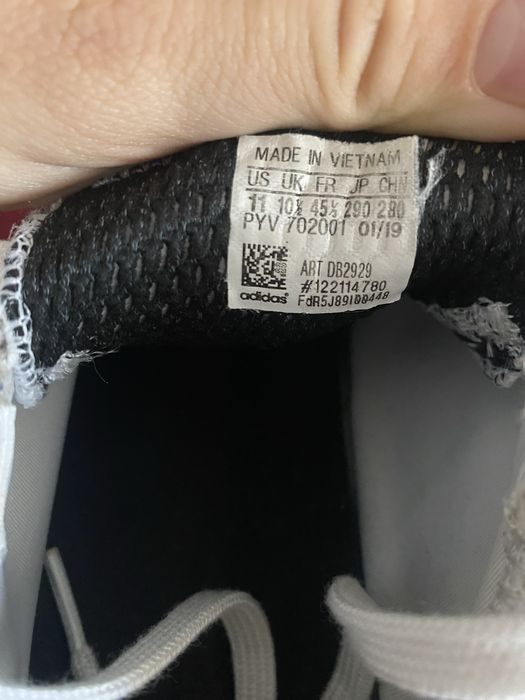 MADE IN VIETNAM
US UK FR JP CHN
11 10½ 45⅓ 290 280
PYV 702001 01/19
ART DB2929
#122114780
adidas® FdR5J89I00448